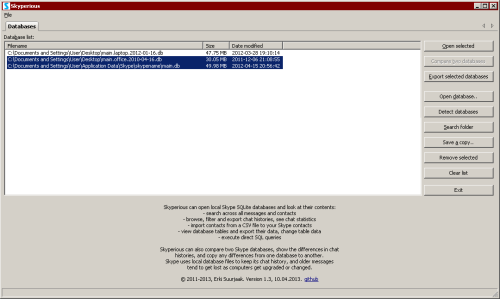 Skyperious
File
Databases
Database list:
Filename Size Date modified
C:\Documents and Settings\User\Desktop\main.laptop.2012-01-16.db 47.75 MB 2012-03-28 19:10:14
C:\Documents and Settings\User\Desktop\main.office.2010-04-16.db 38.05 MB 2011-12-06 21:08:55
C:\Documents and Settings\User\Application Data\Skype\skypename\main.db 49.98 MB 2012-04-15 20:56:42
Open selected
Compare two databases
Export selected databases
Open database..
Detect databases
Search folder
Save a copy...
Remove selected
Clear list
Exit
Skyperious can open local Skype SQLite databases and look at their contents:
- search across all messages and contacts
- browse, filter and export chat histories, see chat statistics
- import contacts from a CSV file to your Skype contacts
- view database tables and export their data, change table data
- execute direct SQL queries
Skyperious can also compare two Skype databases, show the differences in chat
histories, and copy any differences from one database to another.
Skype uses local database files to keep its chat history, and older messages
tend to get lost as computers get upgraded or changed.
© 2011-2013, Erki Suurjaak. Version 1.3, 10.04.2013. github